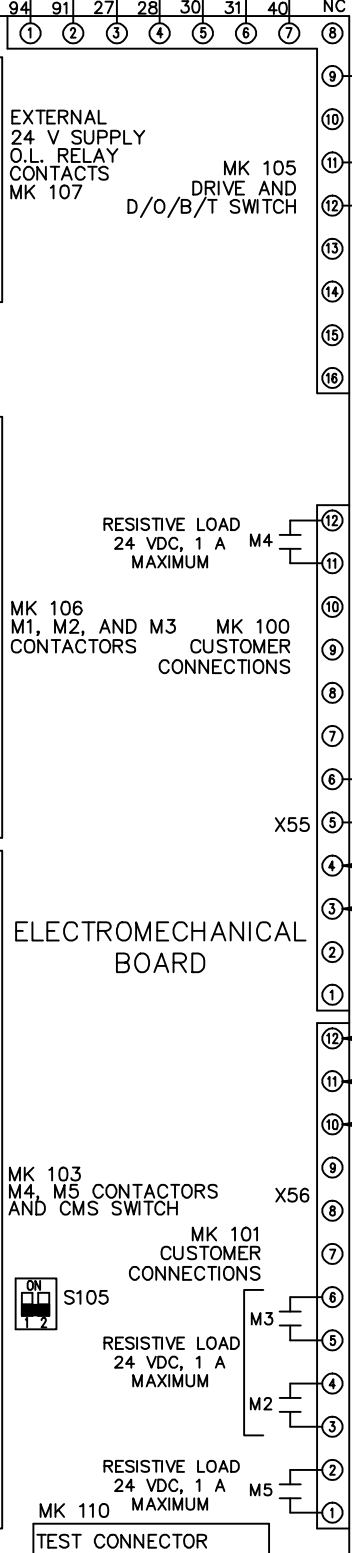 94 91 27 28 30 31 40 NC
1 2 3 4 5 6 7 8
9
EXTERNAL
24 V SUPPLY
O.L. RELAY
CONTACTS
MK 107
10
MK 105
DRIVE AND
D/O/B/T SWITCH
11
12
13
14
15
16
RESISTIVE LOAD
24 VDC, 1 A
MAXIMUM
M4
12
11
MK 106
M1, M2, AND M3
CONTACTORS
MK 100
CUSTOMER
CONNECTIONS
10
9
8
7
6
X55
5
4
3
ELECTROMECHANICAL
BOARD
2
1
12
11
10
9
MK 103
M4, M5 CONTACTORS
AND CMS SWITCH
X56
8
MK 101
CUSTOMER
CONNECTIONS
7
ON
1 2
S105
6
M3
5
RESISTIVE LOAD
24 VDC, 1 A
MAXIMUM
4
M2
3
RESISTIVE LOAD
24 VDC, 1 A
MAXIMUM
M5
2
1
MK 110
TEST CONNECTOR